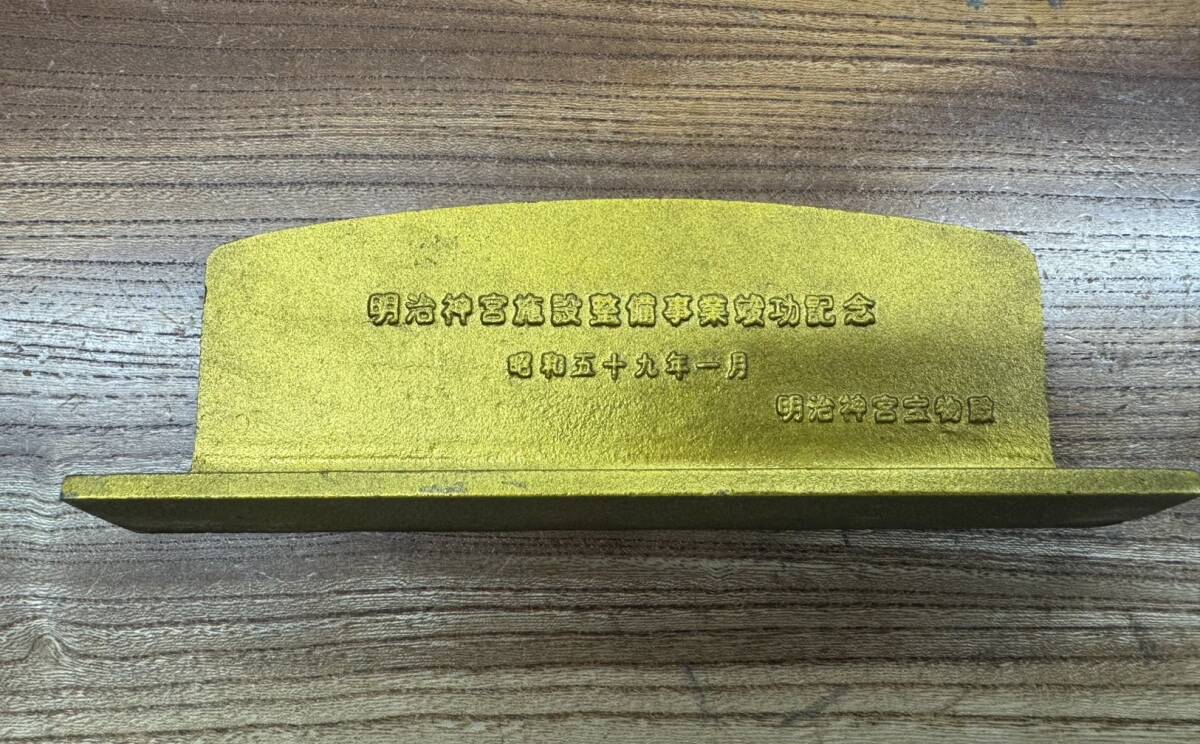 明治神宮施設整備事業竣功記念
昭和五十九年一月
明治神宮宝物殿